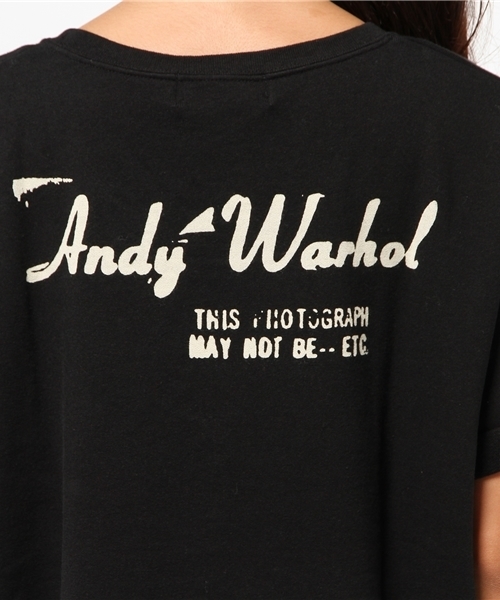 Andy Warhol
THIS PHOTOGRAPH
MAY NOT BE-- ETC.